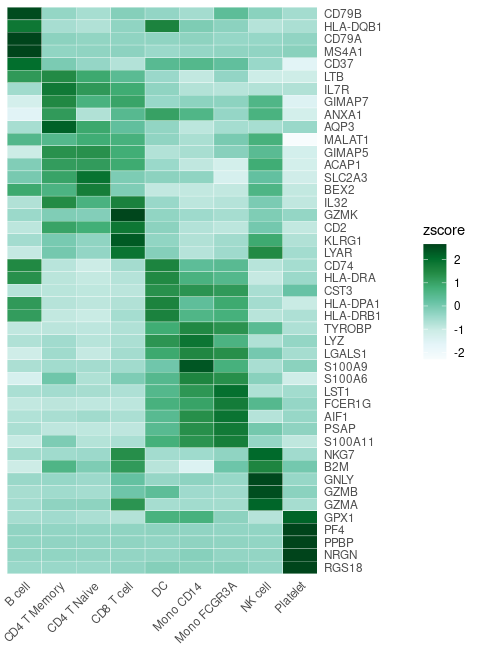 CD79B
HLA-DQB1
CD79A
MS4A1
CD37
LTB
IL7R
GIMAP7
ANXA1
AQP3
MALAT1
GIMAP5
ACAP1
SLC2A3
BEX2
IL32
GZMK
CD2
KLRG1
LYAR
CD74
HLA-DRA
CST3
HLA-DPA1
HLA-DRB1
TYROBP
LYZ
LGALS1
S100A9
S100A6
LST1
FCER1G
AIF1
PSAP
S100A11
NKG7
B2M
GNLY
GZMB
GZMA
GPX1
PF4
PPBP
NRGN
RGS18
zscore
2
1
0
-1
-2
B cell
CD4 T Memory
CD4 T Naive
CD8 T cell
DC
Mono CD14
Mono FCGR3A
NK cell
Platelet